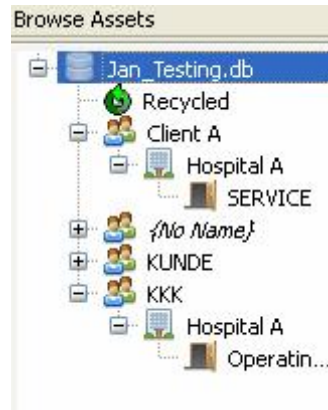 Browse Assets
Jan_Testing.db
Recycled
Client A
Hospital A
SERVICE
{No Name}
KUNDE
KKK
Hospital A
Operatin...